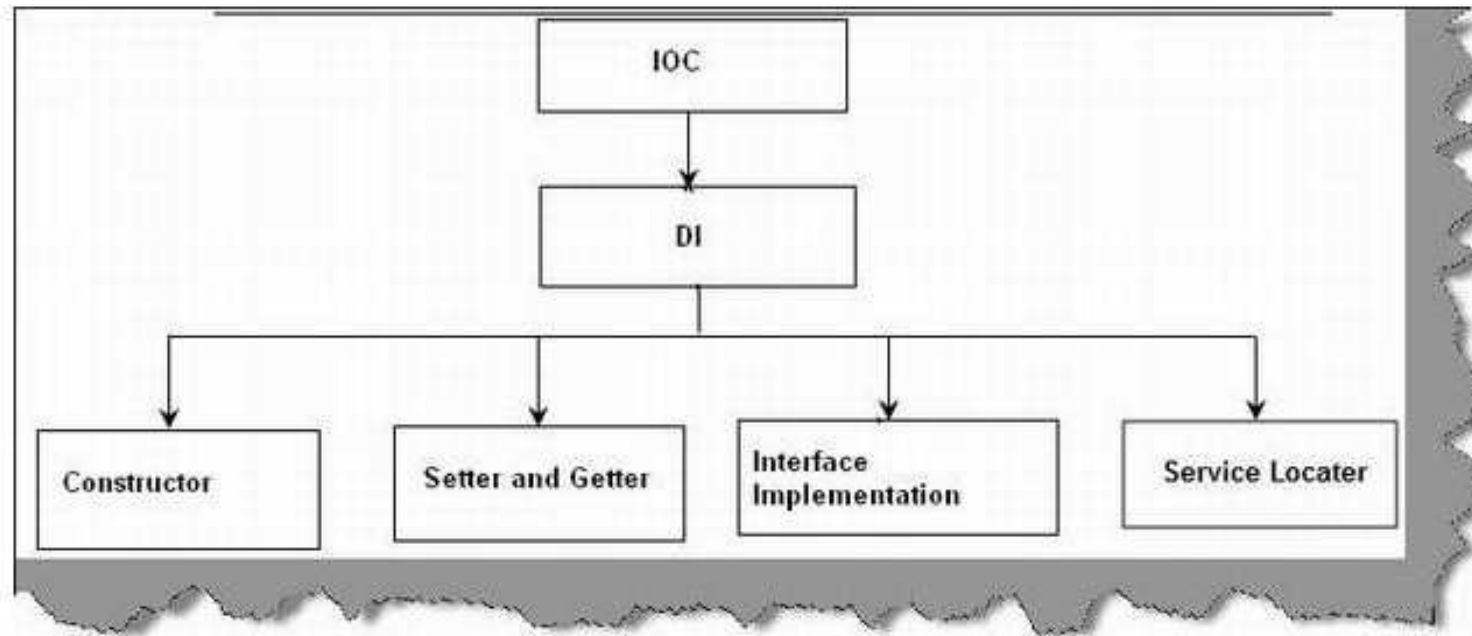 IOC
DI
Constructor
Setter and Getter
Interface
Implementation
Service Locater